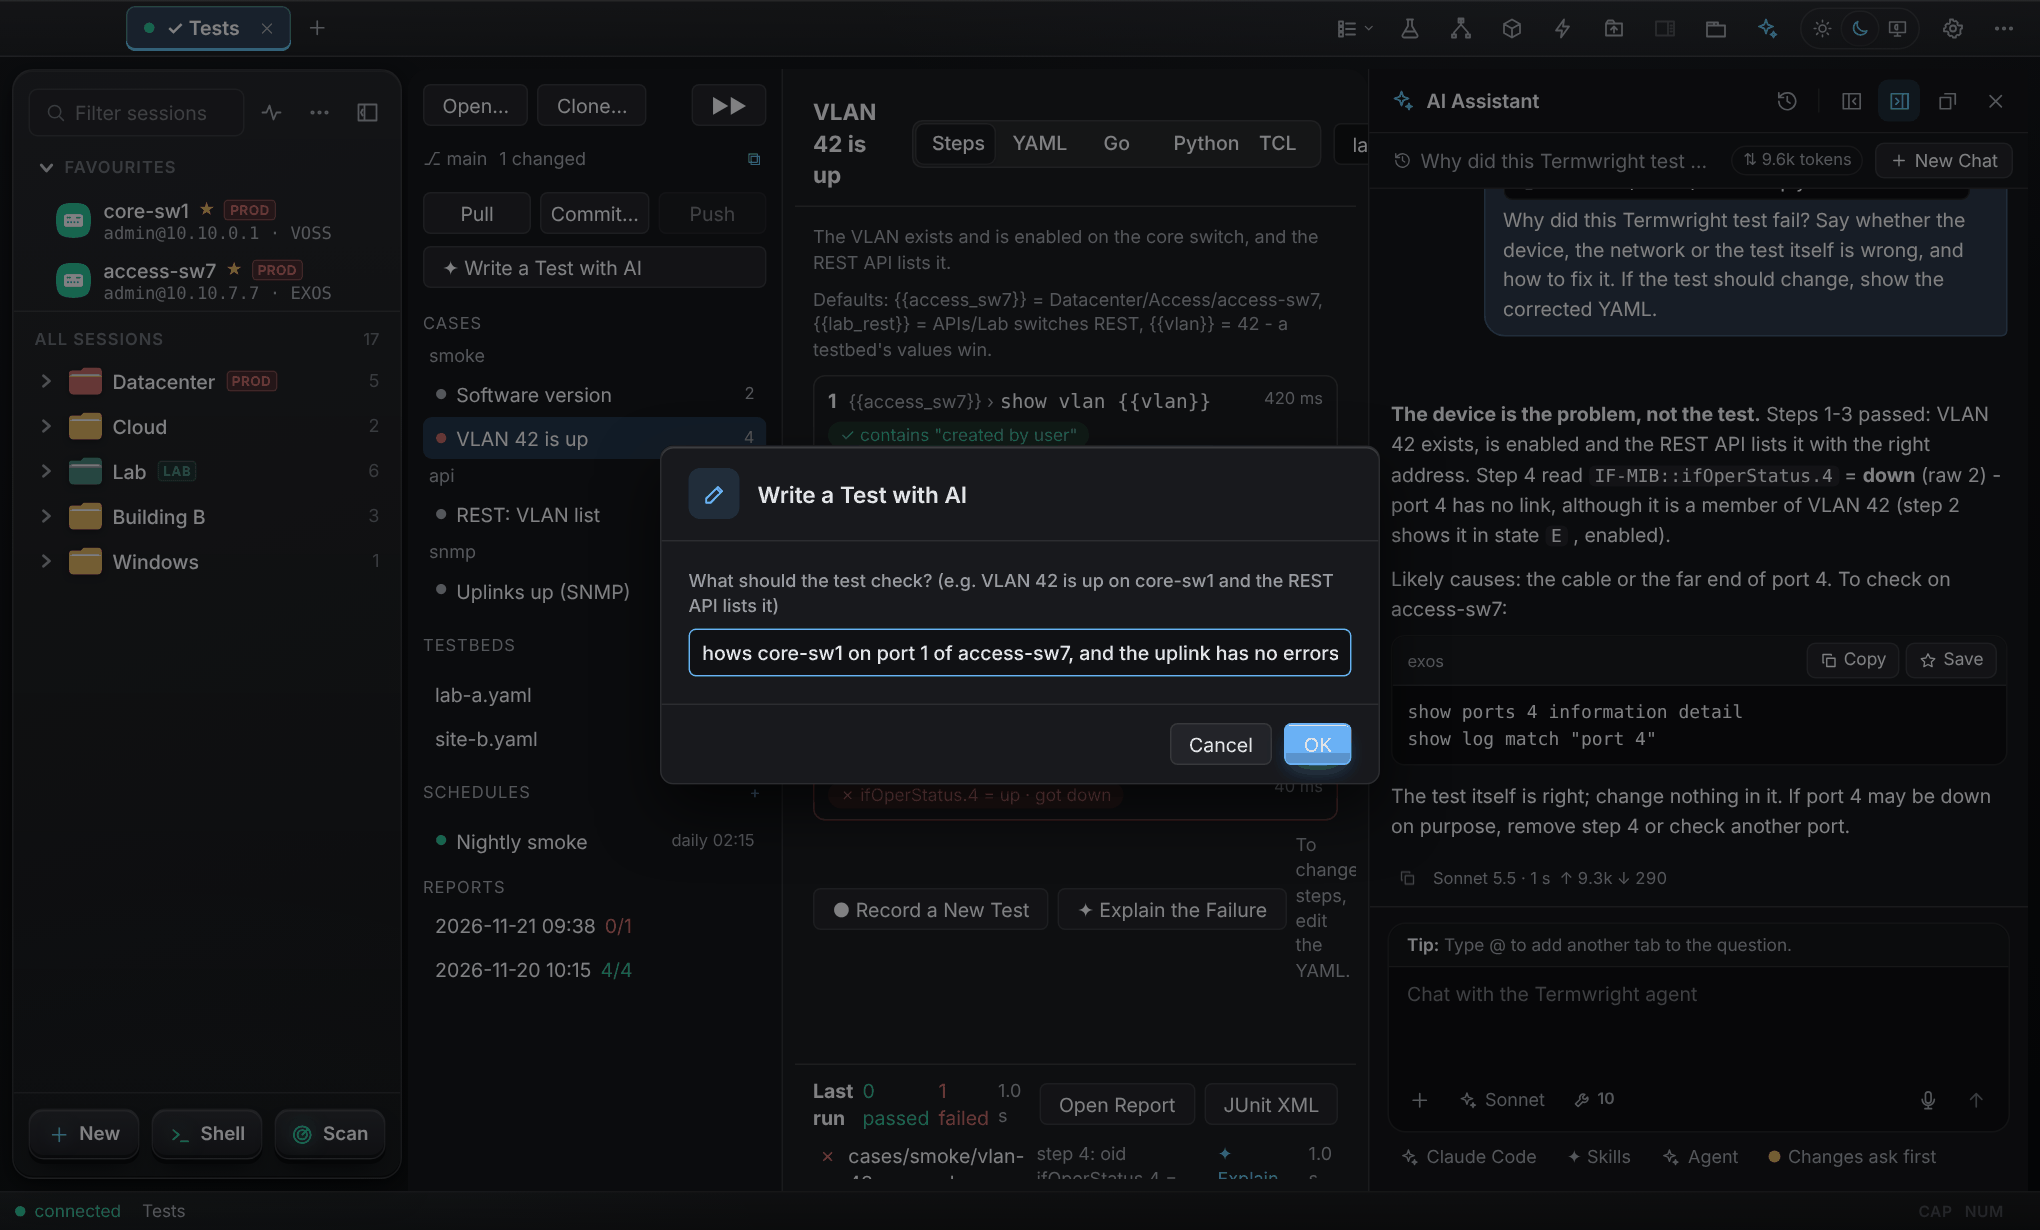 Tests
Filter sessions
FAVOURITES
core-sw1 PROD
admin@10.10.0.1 · VOSS
access-sw7 PROD
admin@10.10.7.7 · EXOS
ALL SESSIONS 17
Datacenter PROD 5
Cloud 2
Lab LAB 6
Building B 3
Windows 1
New
Shell
Scan
Open...
Clone...
main 1 changed
Pull
Commit...
Push
Write a Test with AI
CASES
smoke
Software version 2
VLAN 42 is up 4
api
REST: VLAN list
snmp
Uplinks up (SNMP)
TESTBEDS
lab-a.yaml
site-b.yaml
SCHEDULES +
Nightly smoke daily 02:15
REPORTS
2026-11-21 09:38 0/1
2026-11-20 10:15 4/4
VLAN
42 is
up
Steps YAML Go Python TCL
la
The VLAN exists and is enabled on the core switch, and the
REST API lists it.
Defaults: {{access_sw7}} = Datacenter/Access/access-sw7,
{{lab_rest}} = APIs/Lab switches REST, {{vlan}} = 42 - a
testbed's values win.
1 {{access_sw7}} › show vlan {{vlan}} 420 ms
✓ contains "created by user"
Write a Test with AI
What should the test check? (e.g. VLAN 42 is up on core-sw1 and the REST
API lists it)
hows core-sw1 on port 1 of access-sw7, and the uplink has no errors
Cancel
OK
× ifOperStatus.4 = up · got down 40 ms
Record a New Test
Explain the Failure
To
change
steps,
edit
the
YAML.
Last run 0 passed 1 failed 1.0 s
Open Report
JUnit XML
× cases/smoke/vlan-
step 4: oid
Explain
1.0
s
AI Assistant
Why did this Termwright test ...
9.6k tokens
+ New Chat
Why did this Termwright test fail? Say whether the
device, the network or the test itself is wrong, and
how to fix it. If the test should change, show the
corrected YAML.
The device is the problem, not the test. Steps 1-3 passed: VLAN
42 exists, is enabled and the REST API lists it with the right
address. Step 4 read IF-MIB::ifOperStatus.4 = down (raw 2) -
port 4 has no link, although it is a member of VLAN 42 (step 2
shows it in state E , enabled).
Likely causes: the cable or the far end of port 4. To check on
access-sw7:
exos
Copy
Save
show ports 4 information detail
show log match "port 4"
The test itself is right; change nothing in it. If port 4 may be down
on purpose, remove step 4 or check another port.
Sonnet 5.5 · 1 s ↑ 9.3k ↓ 290
Tip: Type @ to add another tab to the question.
Chat with the Termwright agent
Sonnet
10
Claude Code
Skills
Agent
Changes ask first
connected Tests
CAP NUM